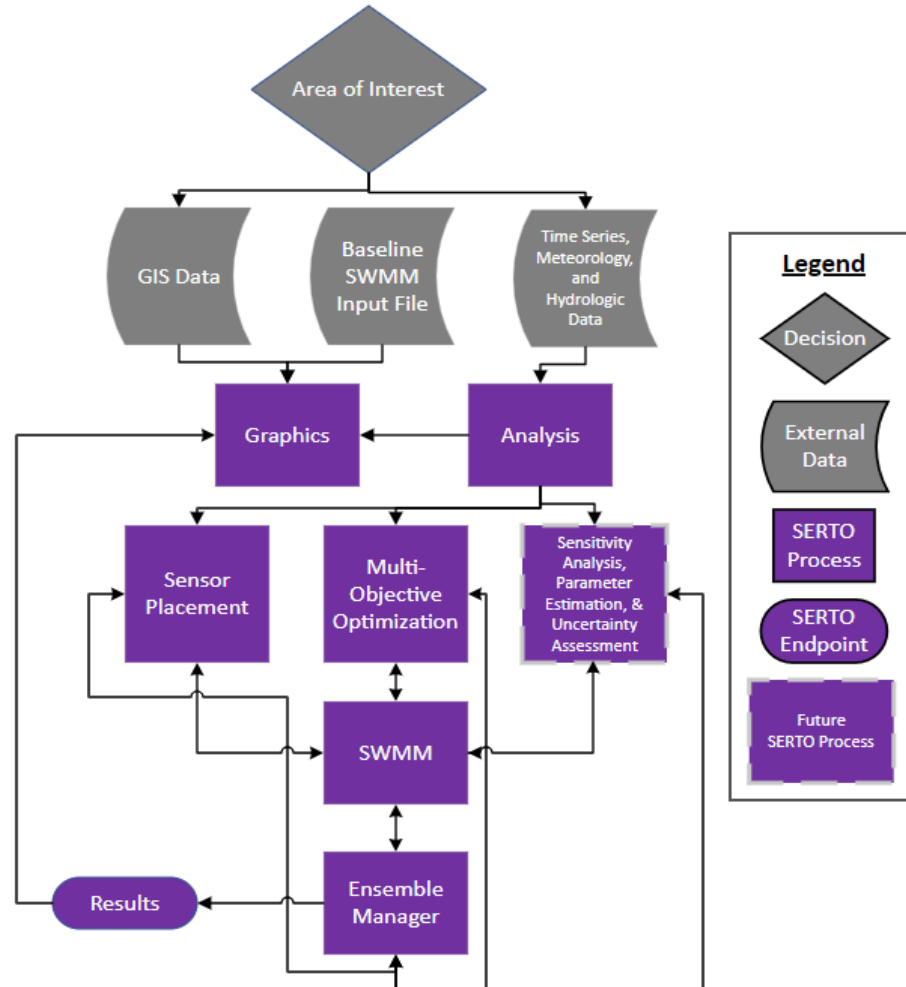 Area of Interest
GIS Data
Baseline
SWMM
Input File
Time Series,
Meteorology,
and
Hydrologic
Data
Graphics
Analysis
Sensor
Placement
Multi-
Objective
Optimization
Sensitivity
Analysis,
Parameter
Estimation, &
Uncertainty
Assessment
SWMM
Ensemble
Manager
Results
Legend
Decision
External
Data
SERTO
Process
SERTO
Endpoint
Future
SERTO Process